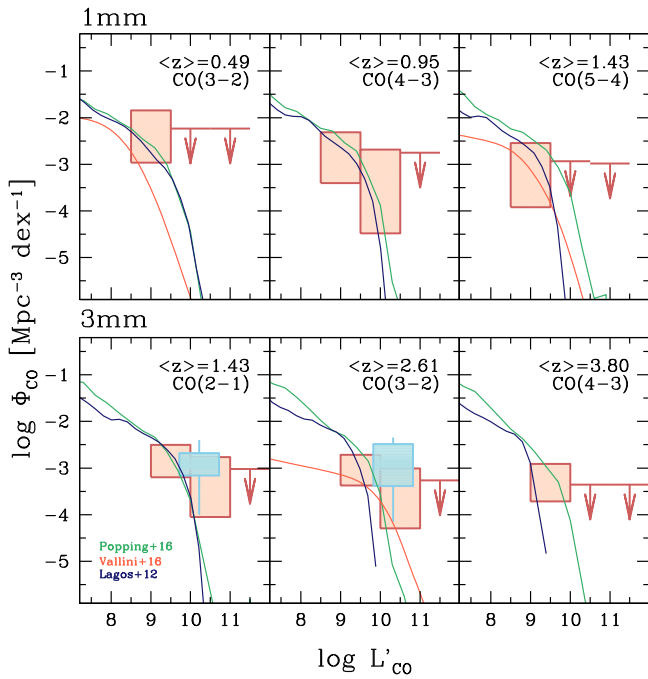 1mm
<z>=0.49
CO(3-2)
<z>=0.95
CO(4-3)
<z>=1.43
CO(5-4)
-1
-2
-3
-4
-5
3mm
<z>=1.43
CO(2-1)
<z>=2.61
CO(3-2)
<z>=3.80
CO(4-3)
-1
-2
-3
-4
-5
Popping+16
Vallini+16
Lagos+12
8 9 10 11 8 9 10 11 8 9 10 11
log L'CO
log ΦCO [Mpc⁻³ dex⁻¹]